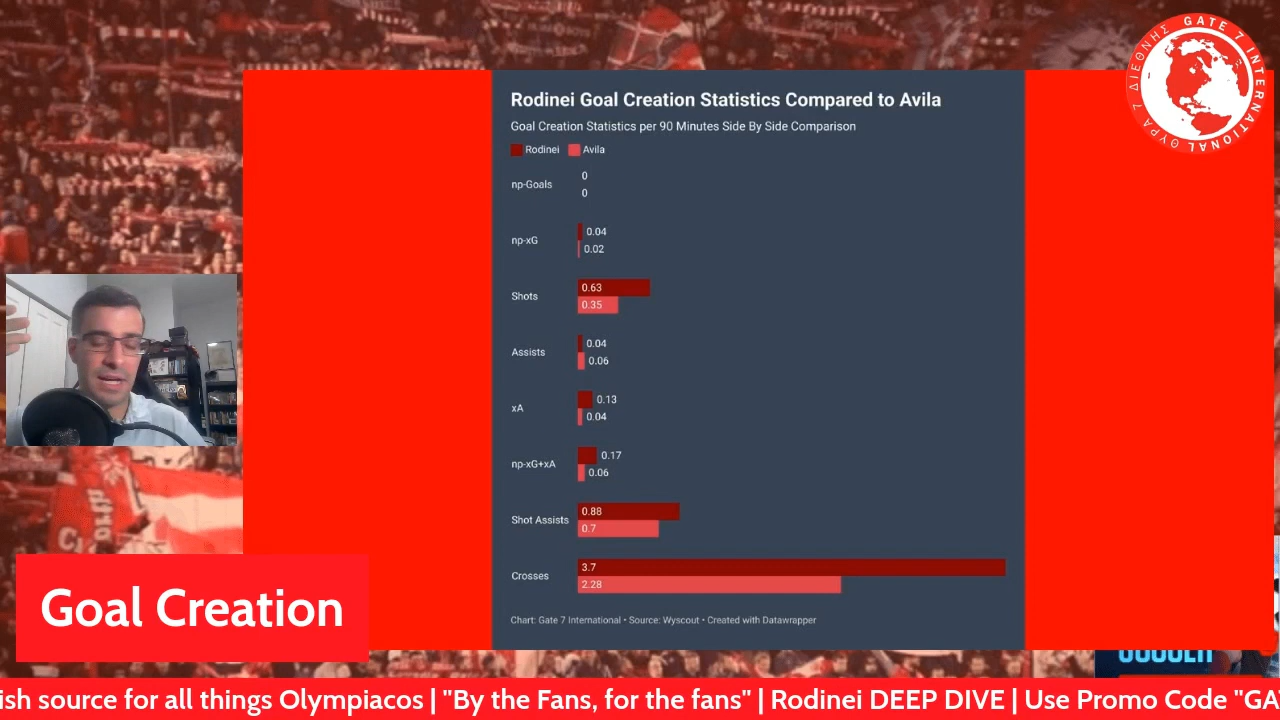 GATE 7 INTERNATIONAL
ΘΥΡΑ 7 ΔΙΕΘΝΗΣ
Rodinei Goal Creation Statistics Compared to Avila
Goal Creation Statistics per 90 Minutes Side By Side Comparison
Rodinei Avila
np-Goals
0
0
np-xG
0.04
0.02
Shots
0.63
0.35
Assists
0.04
0.06
xA
0.13
0.04
np-xG+xA
0.17
0.06
Shot Assists
0.88
0.7
Crosses
3.7
2.28
Chart: Gate 7 International • Source: Wyscout • Created with Datawrapper
Goal Creation
ish source for all things Olympiacos | "By the Fans, for the fans" | Rodinei DEEP DIVE | Use Promo Code "GA